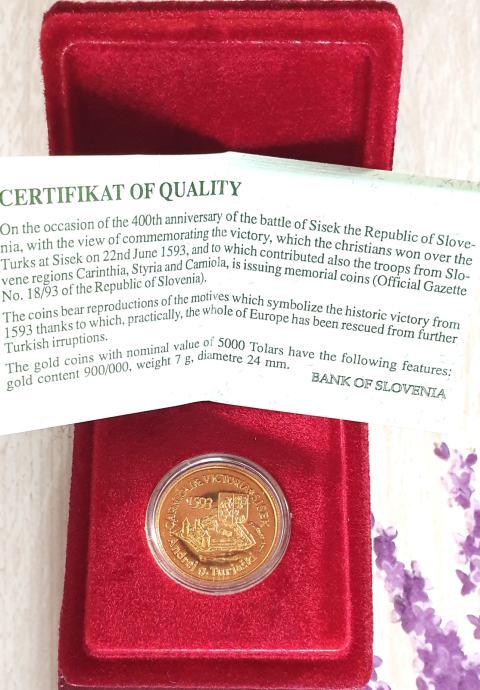 CERTIFIKAT OF QUALITY
On the occasion of the 400th anniversary of the battle of Sisek the Republic of Slove-
nia, with the view of commemorating the victory, which the christians won over the
Turks at Sisek on 22nd June 1593, and to which contributed also the troops from Slo-
vene regions Carinthia, Styria and Carniola, is issuing memorial coins (Official Gazette
No. 18/93 of the Republic of Slovenia).
The coins bear reproductions of the motives which symbolize the historic victory from
1593 thanks to which, practically, the whole of Europe has been rescued from further
Turkish irruptions.
The gold coins with nominal value of 5000 Tolars have the following features:
gold content 900/000, weight 7 g, diametre 24 mm.
BANK OF SLOVENIA
VICTORIA SISEK
1593